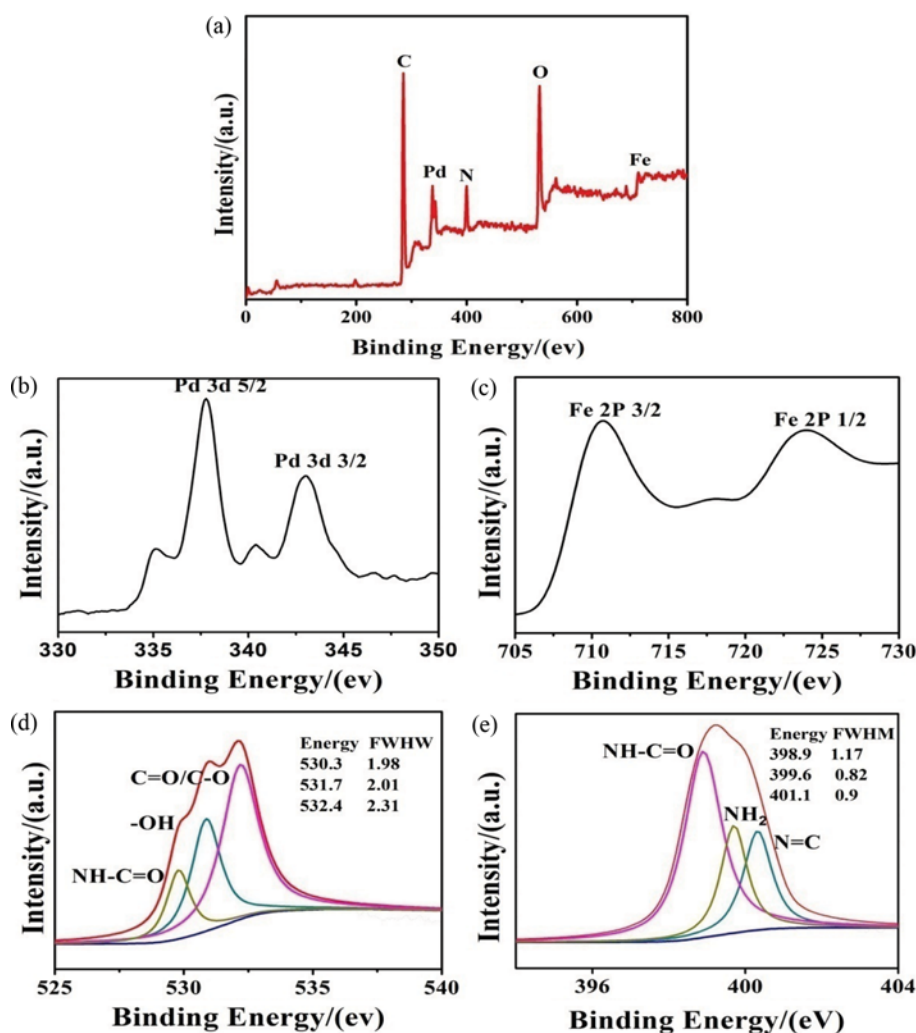 (a)
C
O
Pd
N
Fe
Intensity/(a.u.)
0 200 400 600 800
Binding Energy/(ev)
(b)
Pd 3d 5/2
Pd 3d 3/2
Intensity/(a.u.)
330 335 340 345 350
Binding Energy/(ev)
(c)
Fe 2P 3/2
Fe 2P 1/2
Intensity/(a.u.)
705 710 715 720 725 730
Binding Energy/(ev)
(d)
Energy FWHW
530.3 1.98
531.7 2.01
532.4 2.31
C=O/C-O
-OH
NH-C=O
Intensity/(a.u.)
525 530 535 540
Binding Energy/(ev)
(e)
Energy FWHM
398.9 1.17
399.6 0.82
401.1 0.9
NH-C=O
NH₂
N=C
Intensity/(a.u.)
396 400 404
Binding Energy/(eV)